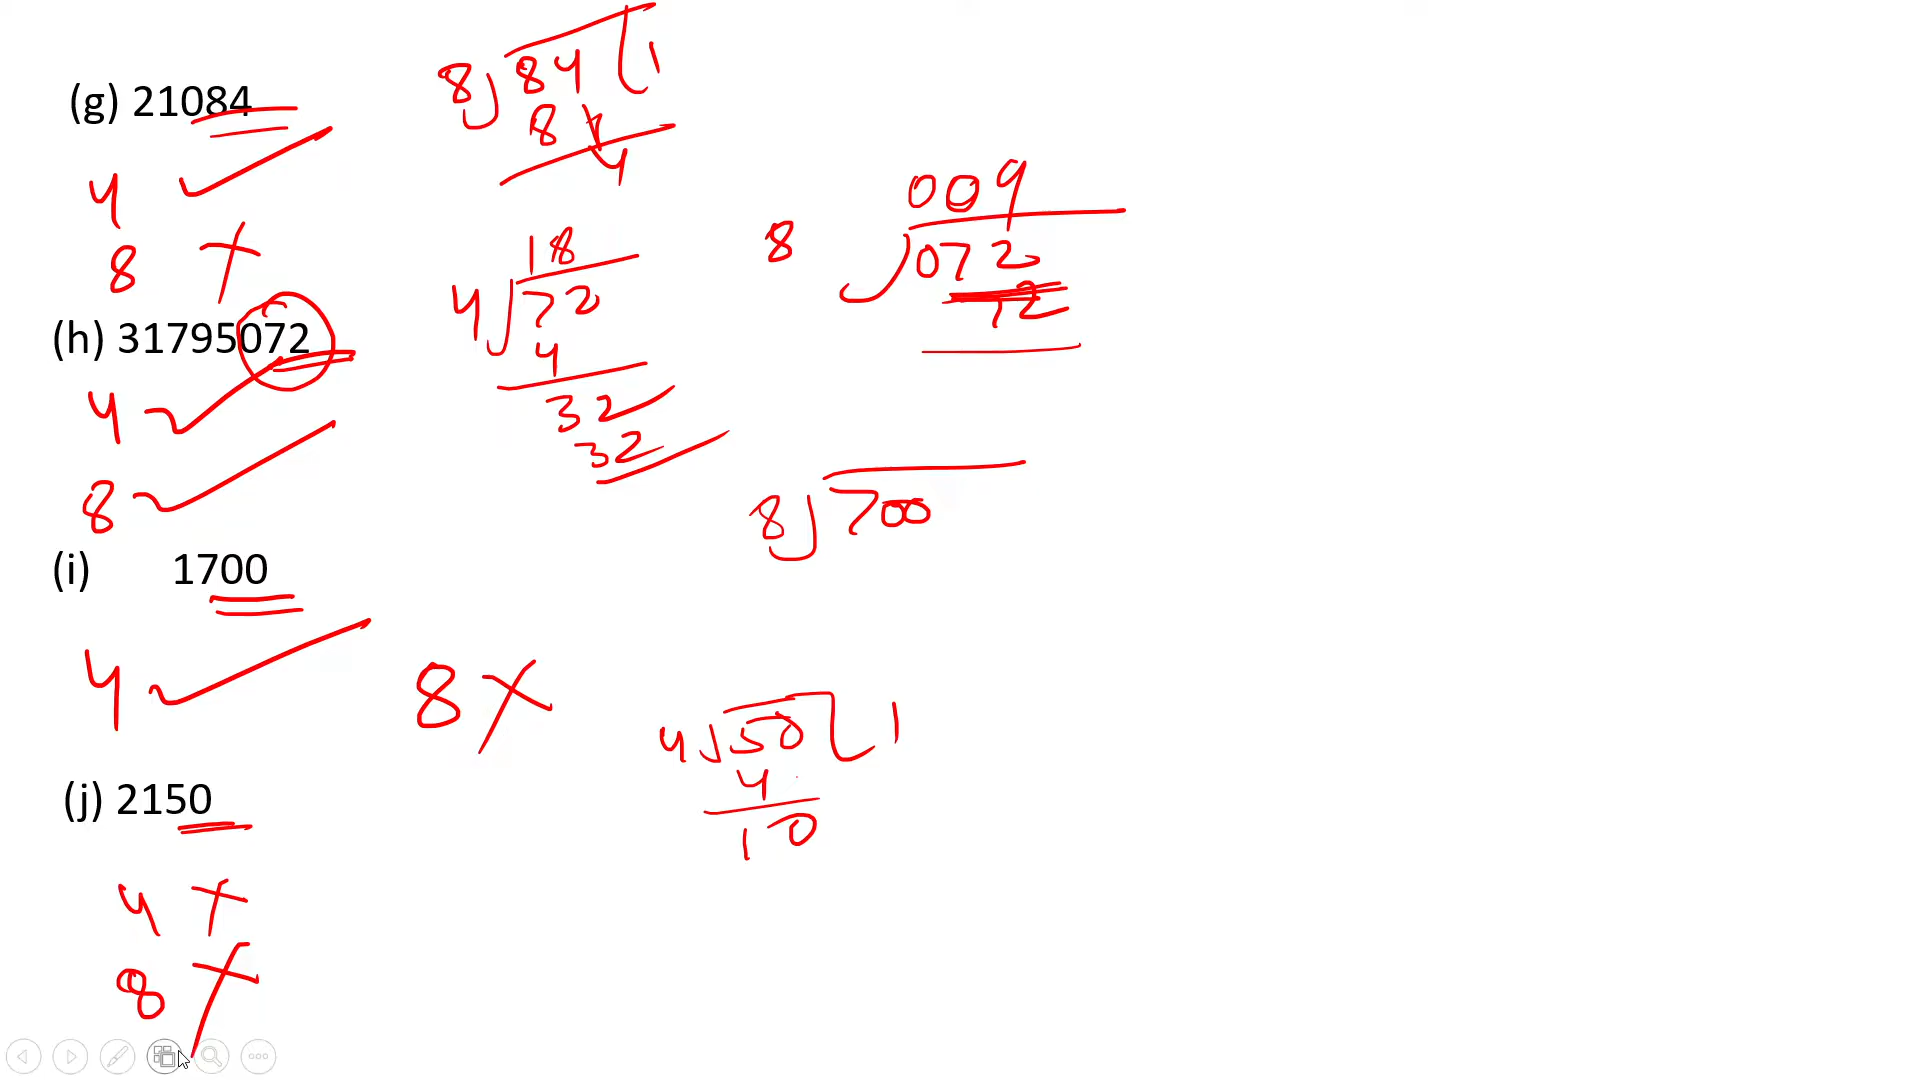 (g) 21084
4 ✓
8 ✗
8 84 1
8
4
(h) 31795072
4 ✓
8 ✓
18
4 72
4
32
32
009
8 072
72
(i) 1700
4 ✓ 8 ✗
8 700
(j) 2150
4 ✗
8 ✗
4 50 1
4
10